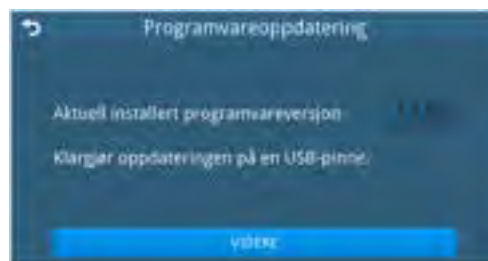 Programvareoppdatering
Aktuell installert programvareversjon
Klargjør oppdateringen på en USB-pinne.
VIDERE